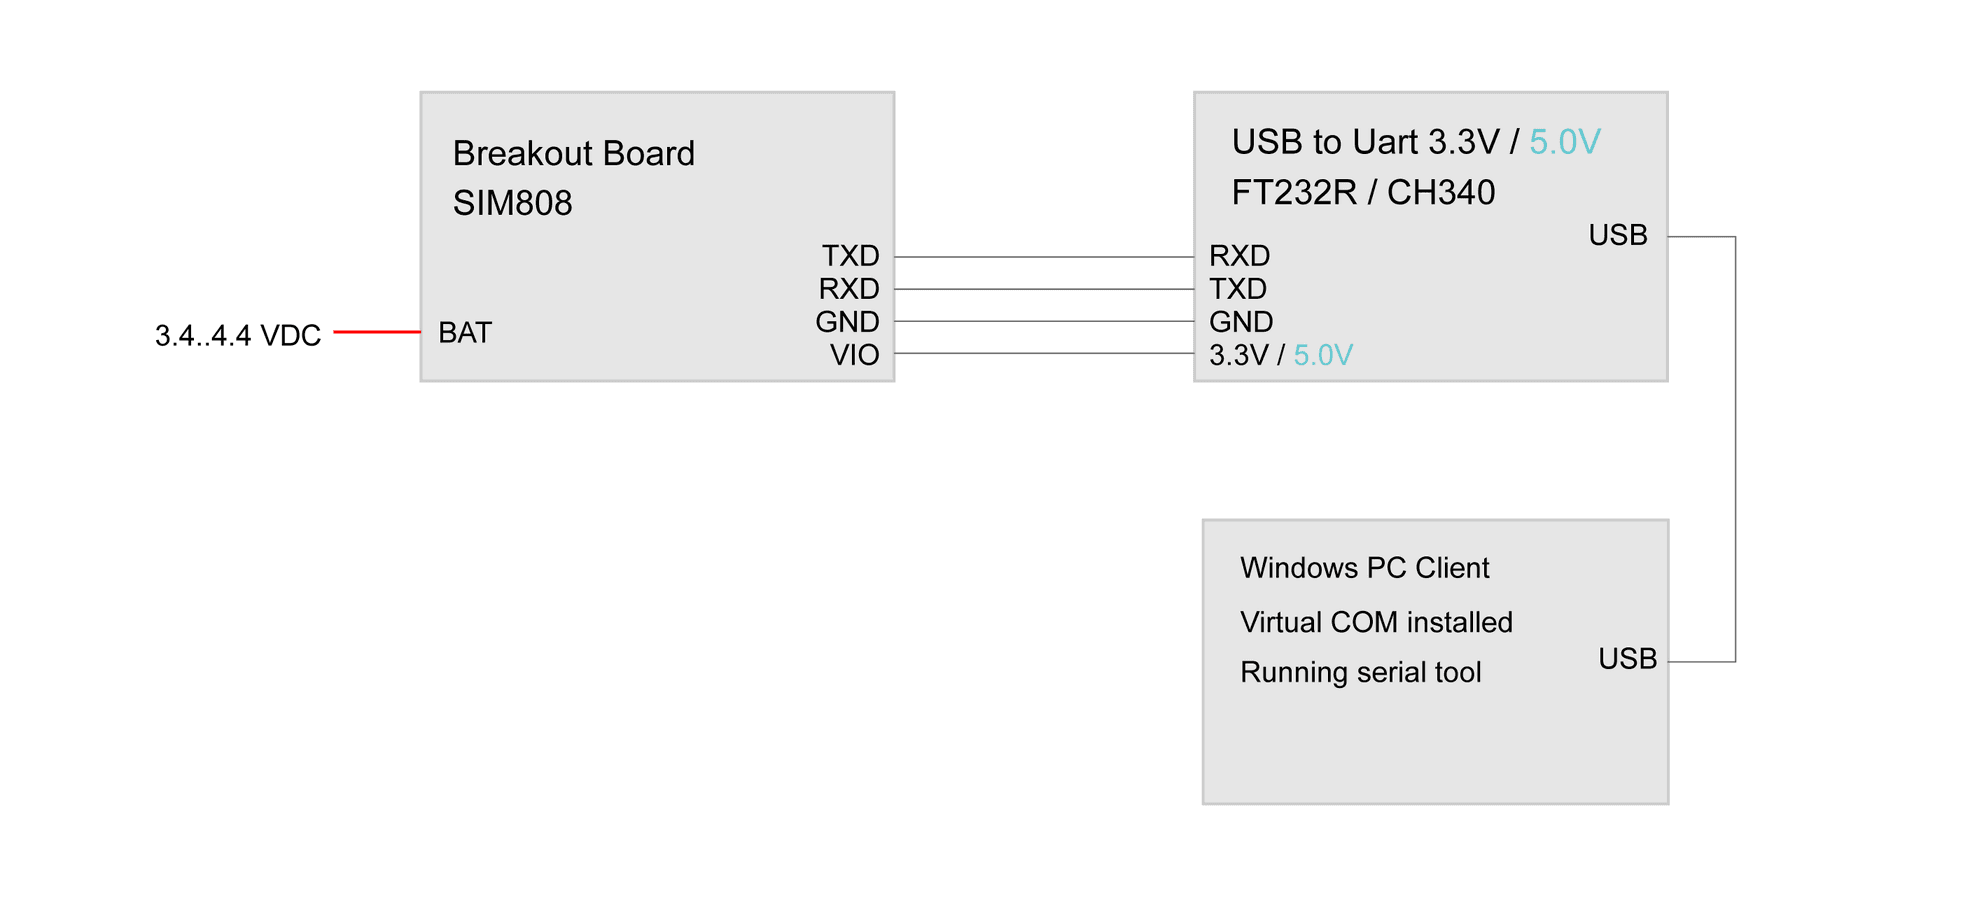 Breakout Board
SIM808
TXD
RXD
GND
VIO
BAT
3.4..4.4 VDC
USB to Uart 3.3V / 5.0V
FT232R / CH340
USB
RXD
TXD
GND
3.3V / 5.0V
Windows PC Client
Virtual COM installed
Running serial tool
USB